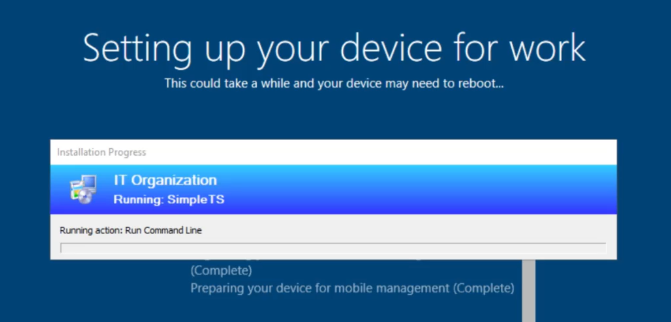 Setting up your device for work
This could take a while and your device may need to reboot...
Installation Progress
IT Organization
Running: SimpleTS
Running action: Run Command Line
(Complete)
Preparing your device for mobile management (Complete)